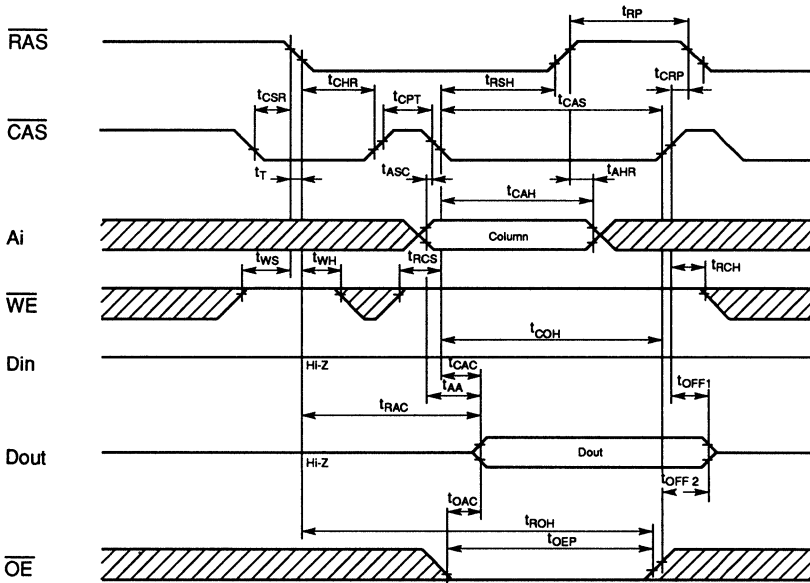 tRP
RAS
tCRP
tCHR
tRSH
tCSR
tCPT
tCAS
CAS
tT
tASC
tAHR
tCAH
Ai
Column
tWS
tWH
tRCS
tRCH
WE
tCOH
Din
Hi-Z
tCAC
tAA
tOFF1
tRAC
Dout
Dout
Hi-Z
tOFF 2
tOAC
tROH
tOEP
OE